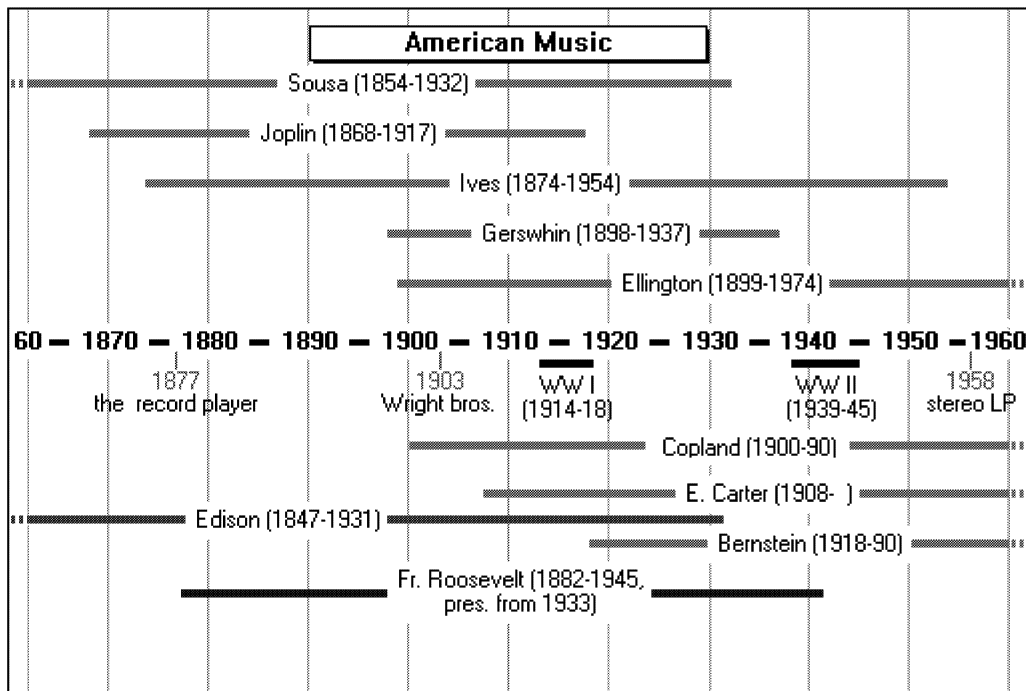 American Music
Sousa (1854-1932)
Joplin (1868-1917)
Ives (1874-1954)
Gerswhin (1898-1937)
Ellington (1899-1974)
60 – 1870 – 1880 – 1890 – 1900 – 1910 – 1920 – 1930 – 1940 – 1950 – 1960
1877
the record player
1903
Wright bros.
WW I
(1914-18)
WW II
(1939-45)
1958
stereo LP
Copland (1900-90)
E. Carter (1908- )
Edison (1847-1931)
Bernstein (1918-90)
Fr. Roosevelt (1882-1945,
pres. from 1933)